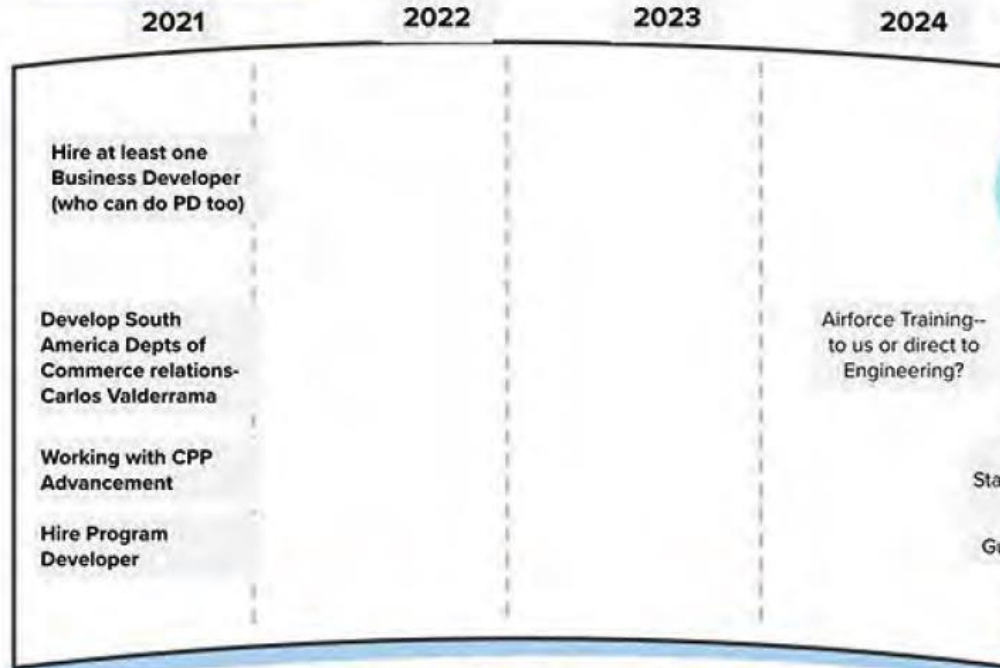 2021
2022
2023
2024
Hire at least one
Business Developer
(who can do PD too)
Develop South
America Depts of
Commerce relations-
Carlos Valderrama
Working with CPP
Advancement
Hire Program
Developer
Airforce Training--
to us or direct to
Engineering?
Sta